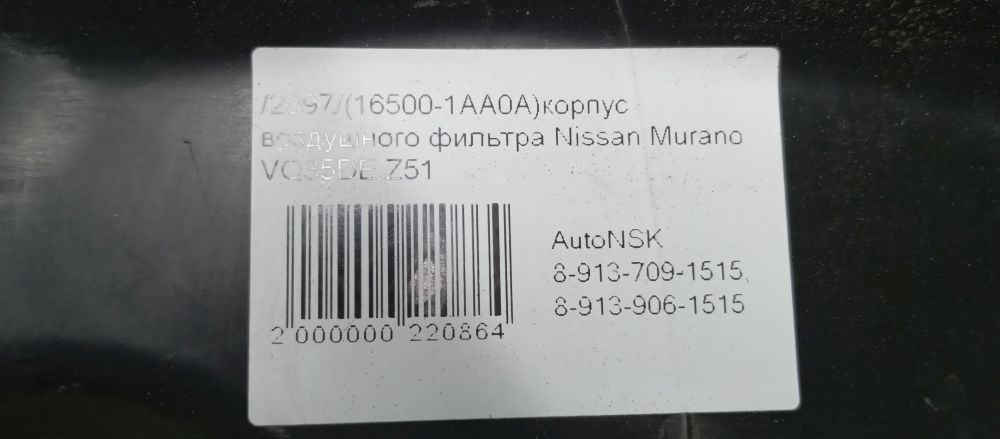 /2097/(16500-1AA0A)корпус
воздушного фильтра Nissan Murano
VQ35DE Z51
AutoNSK
8-913-709-1515,
8-913-906-1515
2 000000 220864